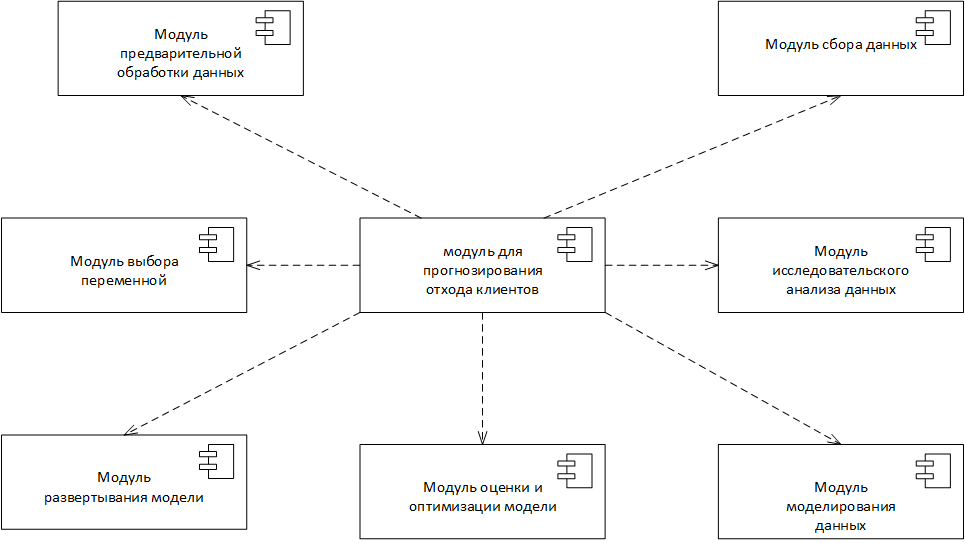 Модуль
предварительной
обработки данных
Модуль сбора данных
Модуль выбора
переменной
модуль для
прогнозирования
отхода клиентов
Модуль
исследовательского
анализа данных
Модуль
развертывания модели
Модуль оценки и
оптимизации модели
Модуль
моделирования
данных